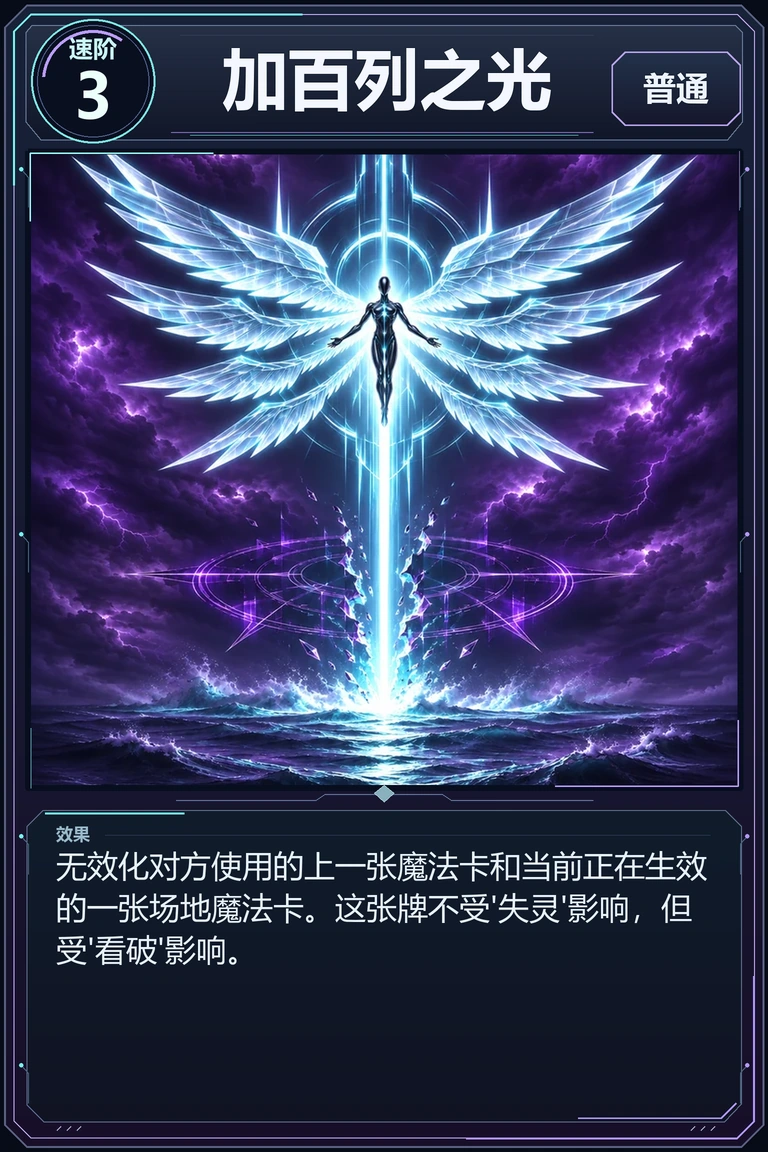 速阶
3
加百列之光
普通
效果
无效化对方使用的上一张魔法卡和当前正在生效
的一张场地魔法卡。这张牌不受'失灵'影响，但
受'看破'影响。